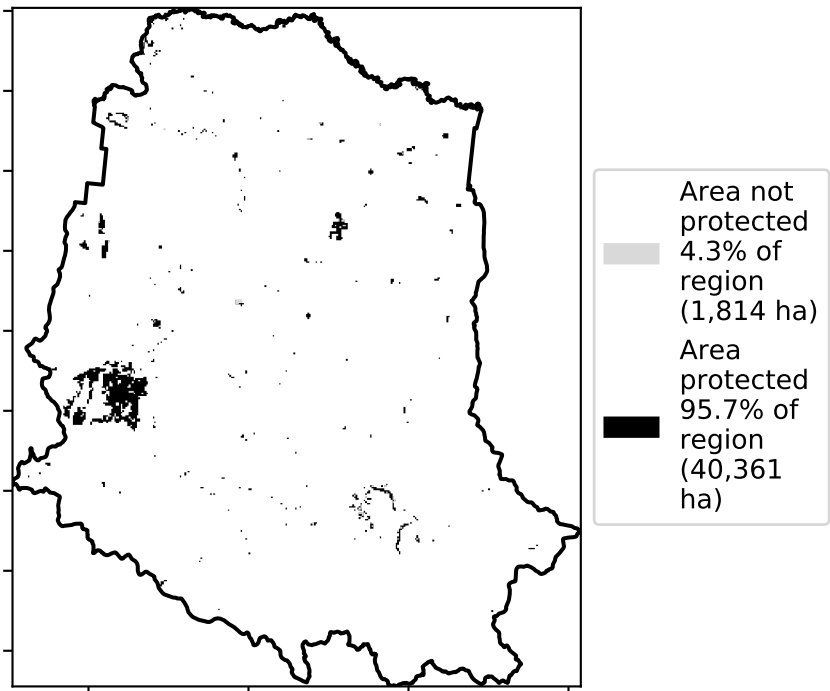 Area not
protected
4.3% of
region
(1,814 ha)
Area
protected
95.7% of
region
(40,361
ha)